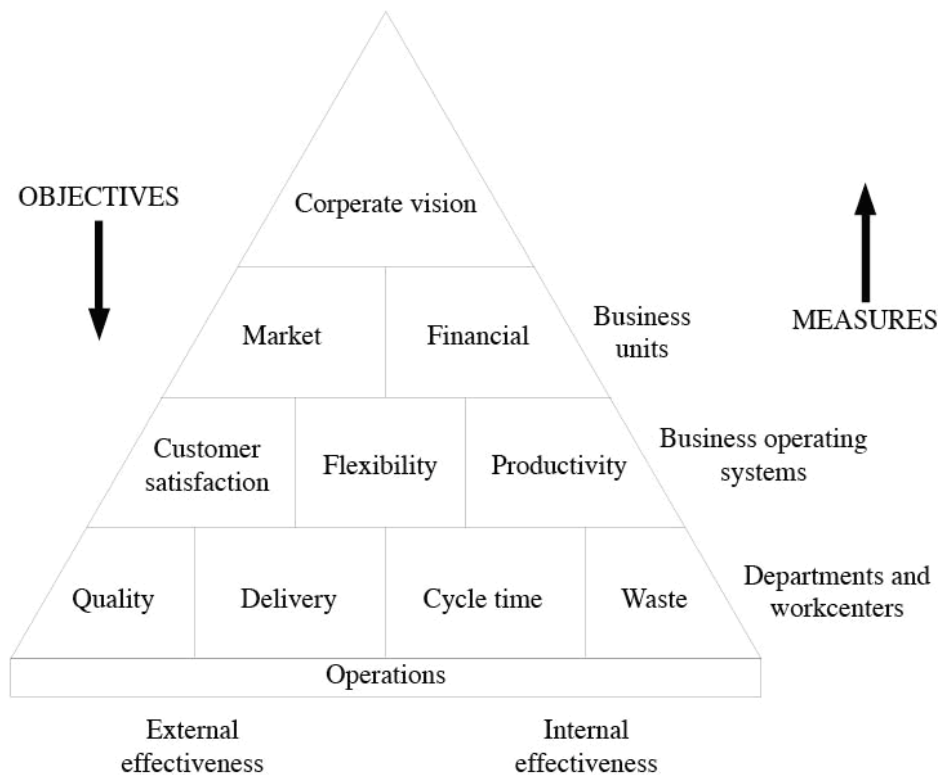 OBJECTIVES
Corperate vision
MEASURES
Market
Financial
Business
units
Customer
satisfaction
Flexibility
Productivity
Business operating
systems
Quality
Delivery
Cycle time
Waste
Departments and
workcenters
Operations
External
effectiveness
Internal
effectiveness